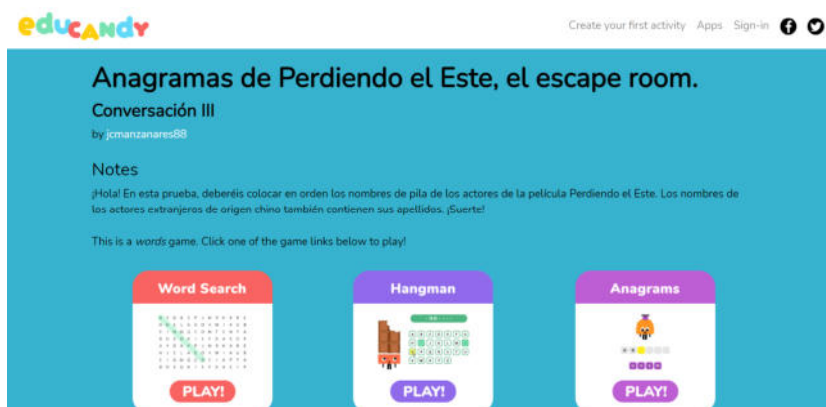 educandy
Create your first activity Apps Sign-in
Anagramas de Perdiendo el Este, el escape room.
Conversación III
by jcmanzanares88
Notes
¡Hola! En esta prueba, deberéis colocar en orden los nombres de pila de los actores de la película Perdiendo el Este. Los nombres de
los actores extranjeros de origen chino también contienen sus apellidos. ¡Suerte!
This is a words game. Click one of the game links below to play!
Word Search Hangman Anagrams
PLAY! PLAY! PLAY!